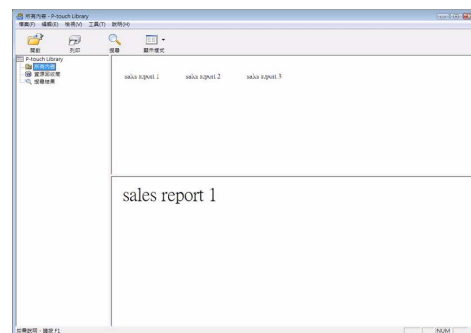 所有內容 - P-touch Library
檔案(F) 編輯(E) 檢視(V) 工具(T) 說明(H)
開啟 列印 搜尋 顯示樣式
P-touch Library
所有內容
資源回收筒
搜尋結果
sales report 1 sales report 2 sales report 3
sales report 1
如需說明，請按 F1
NUM